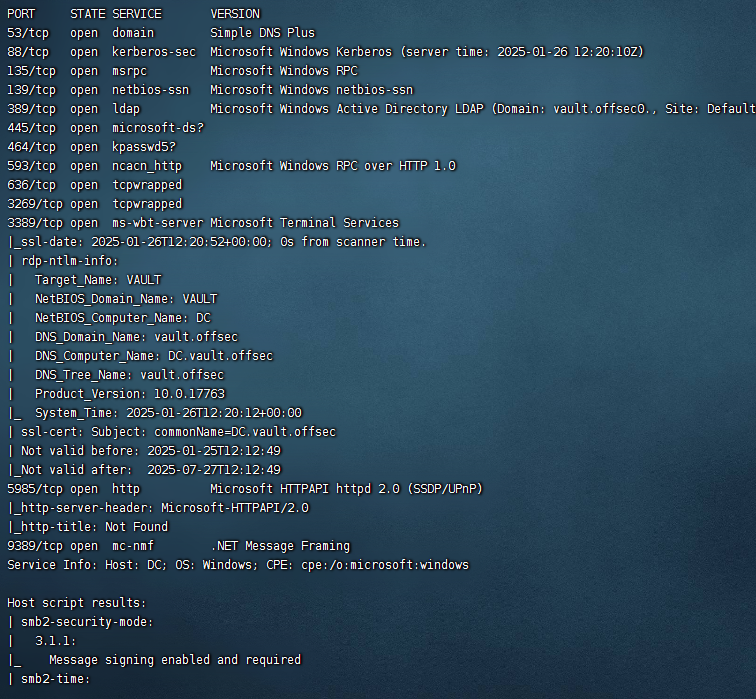 PORT     STATE SERVICE       VERSION
53/tcp   open  domain        Simple DNS Plus
88/tcp   open  kerberos-sec  Microsoft Windows Kerberos (server time: 2025-01-26 12:20:10Z)
135/tcp  open  msrpc         Microsoft Windows RPC
139/tcp  open  netbios-ssn   Microsoft Windows netbios-ssn
389/tcp  open  ldap          Microsoft Windows Active Directory LDAP (Domain: vault.offsec0., Site: Default
445/tcp  open  microsoft-ds?
464/tcp  open  kpasswd5?
593/tcp  open  ncacn_http    Microsoft Windows RPC over HTTP 1.0
636/tcp  open  tcpwrapped
3269/tcp open  tcpwrapped
3389/tcp open  ms-wbt-server Microsoft Terminal Services
|_ssl-date: 2025-01-26T12:20:52+00:00; 0s from scanner time.
| rdp-ntlm-info:
|   Target_Name: VAULT
|   NetBIOS_Domain_Name: VAULT
|   NetBIOS_Computer_Name: DC
|   DNS_Domain_Name: vault.offsec
|   DNS_Computer_Name: DC.vault.offsec
|   DNS_Tree_Name: vault.offsec
|   Product_Version: 10.0.17763
|_  System_Time: 2025-01-26T12:20:12+00:00
| ssl-cert: Subject: commonName=DC.vault.offsec
| Not valid before: 2025-01-25T12:12:49
|_Not valid after:  2025-07-27T12:12:49
5985/tcp open  http          Microsoft HTTPAPI httpd 2.0 (SSDP/UPnP)
|_http-server-header: Microsoft-HTTPAPI/2.0
|_http-title: Not Found
9389/tcp open  mc-nmf        .NET Message Framing
Service Info: Host: DC; OS: Windows; CPE: cpe:/o:microsoft:windows

Host script results:
| smb2-security-mode:
|   3.1.1:
|_    Message signing enabled and required
| smb2-time: